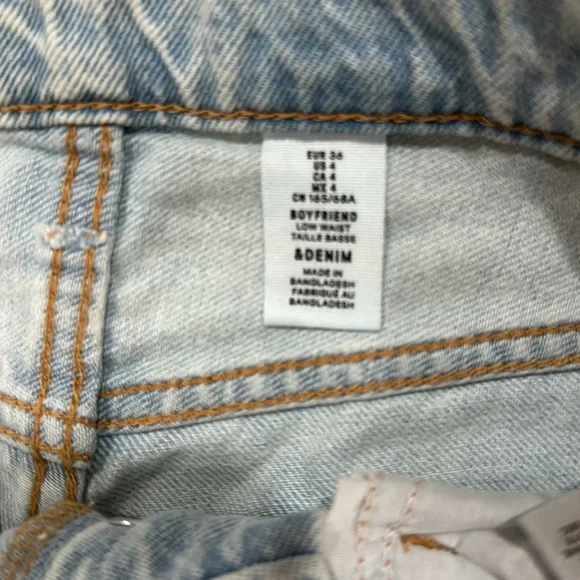 EUR 36
US 4
CA 4
MX 4
CN 165/68A
BOYFRIEND
LOW WAIST
TAILLE BASSE
&DENIM
MADE IN
BANGLADESH
FABRIQUÉ AU
BANGLADESH